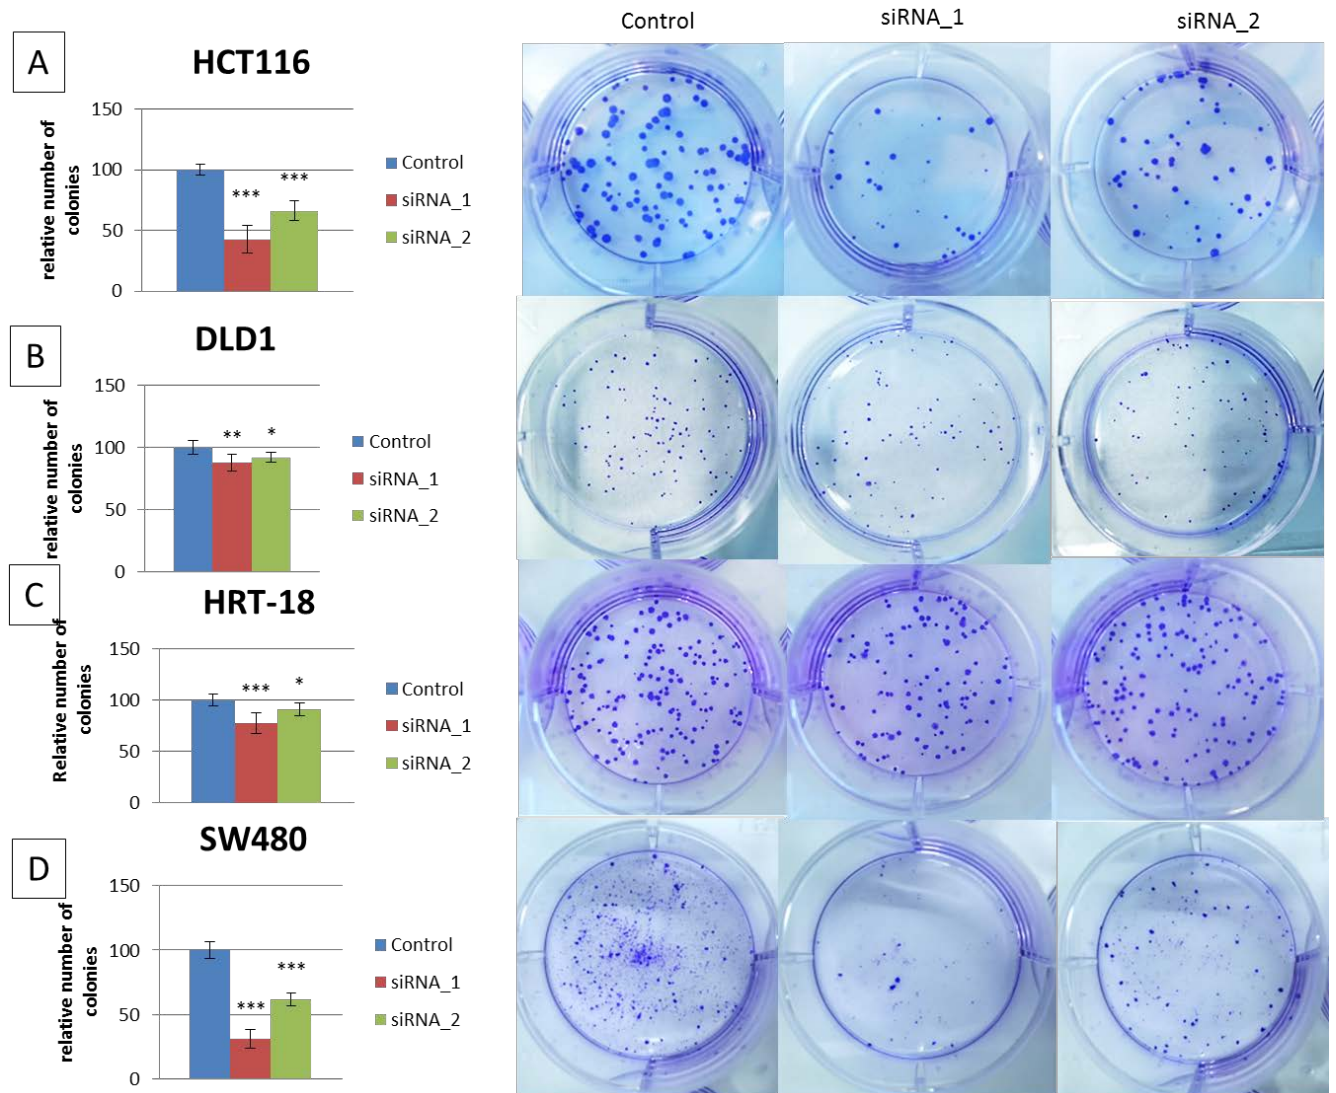 Control
siRNA_1
siRNA_2
A
HCT116
relative number of
colonies
150
100
50
0
***
***
Control
siRNA_1
siRNA_2
B
DLD1
relative number of
colonies
150
100
50
0
**
*
Control
siRNA_1
siRNA_2
C
HRT-18
Relative number of
colonies
150
100
50
0
***
*
Control
siRNA_1
siRNA_2
D
SW480
relative number of
colonies
150
100
50
0
***
***
Control
siRNA_1
siRNA_2